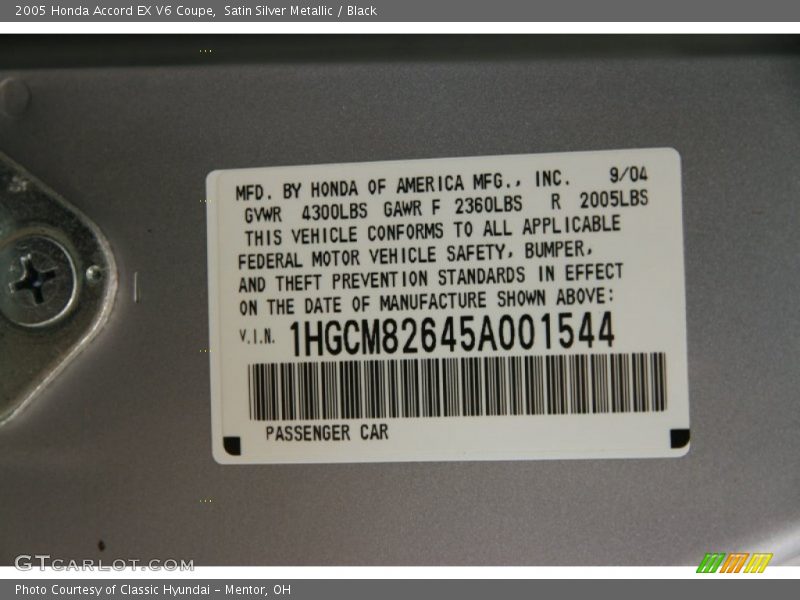 2005 Honda Accord EX V6 Coupe,  Satin Silver Metallic / Black
MFD. BY HONDA OF AMERICA MFG., INC. 9/04
GVWR 4300LBS GAWR F 2360LBS R 2005LBS
THIS VEHICLE CONFORMS TO ALL APPLICABLE
FEDERAL MOTOR VEHICLE SAFETY, BUMPER,
AND THEFT PREVENTION STANDARDS IN EFFECT
ON THE DATE OF MANUFACTURE SHOWN ABOVE:
V.I.N. 1HGCM82645A001544
PASSENGER CAR
GTCARLOT.COM
Photo Courtesy of Classic Hyundai - Mentor, OH